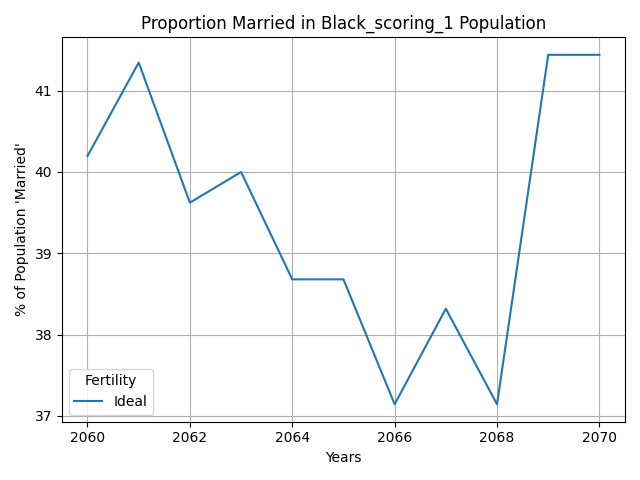 Proportion Married in Black_scoring_1 Population
% of Population 'Married'
41
40
39
38
37
Fertility
Ideal
2060 2062 2064 2066 2068 2070
Years